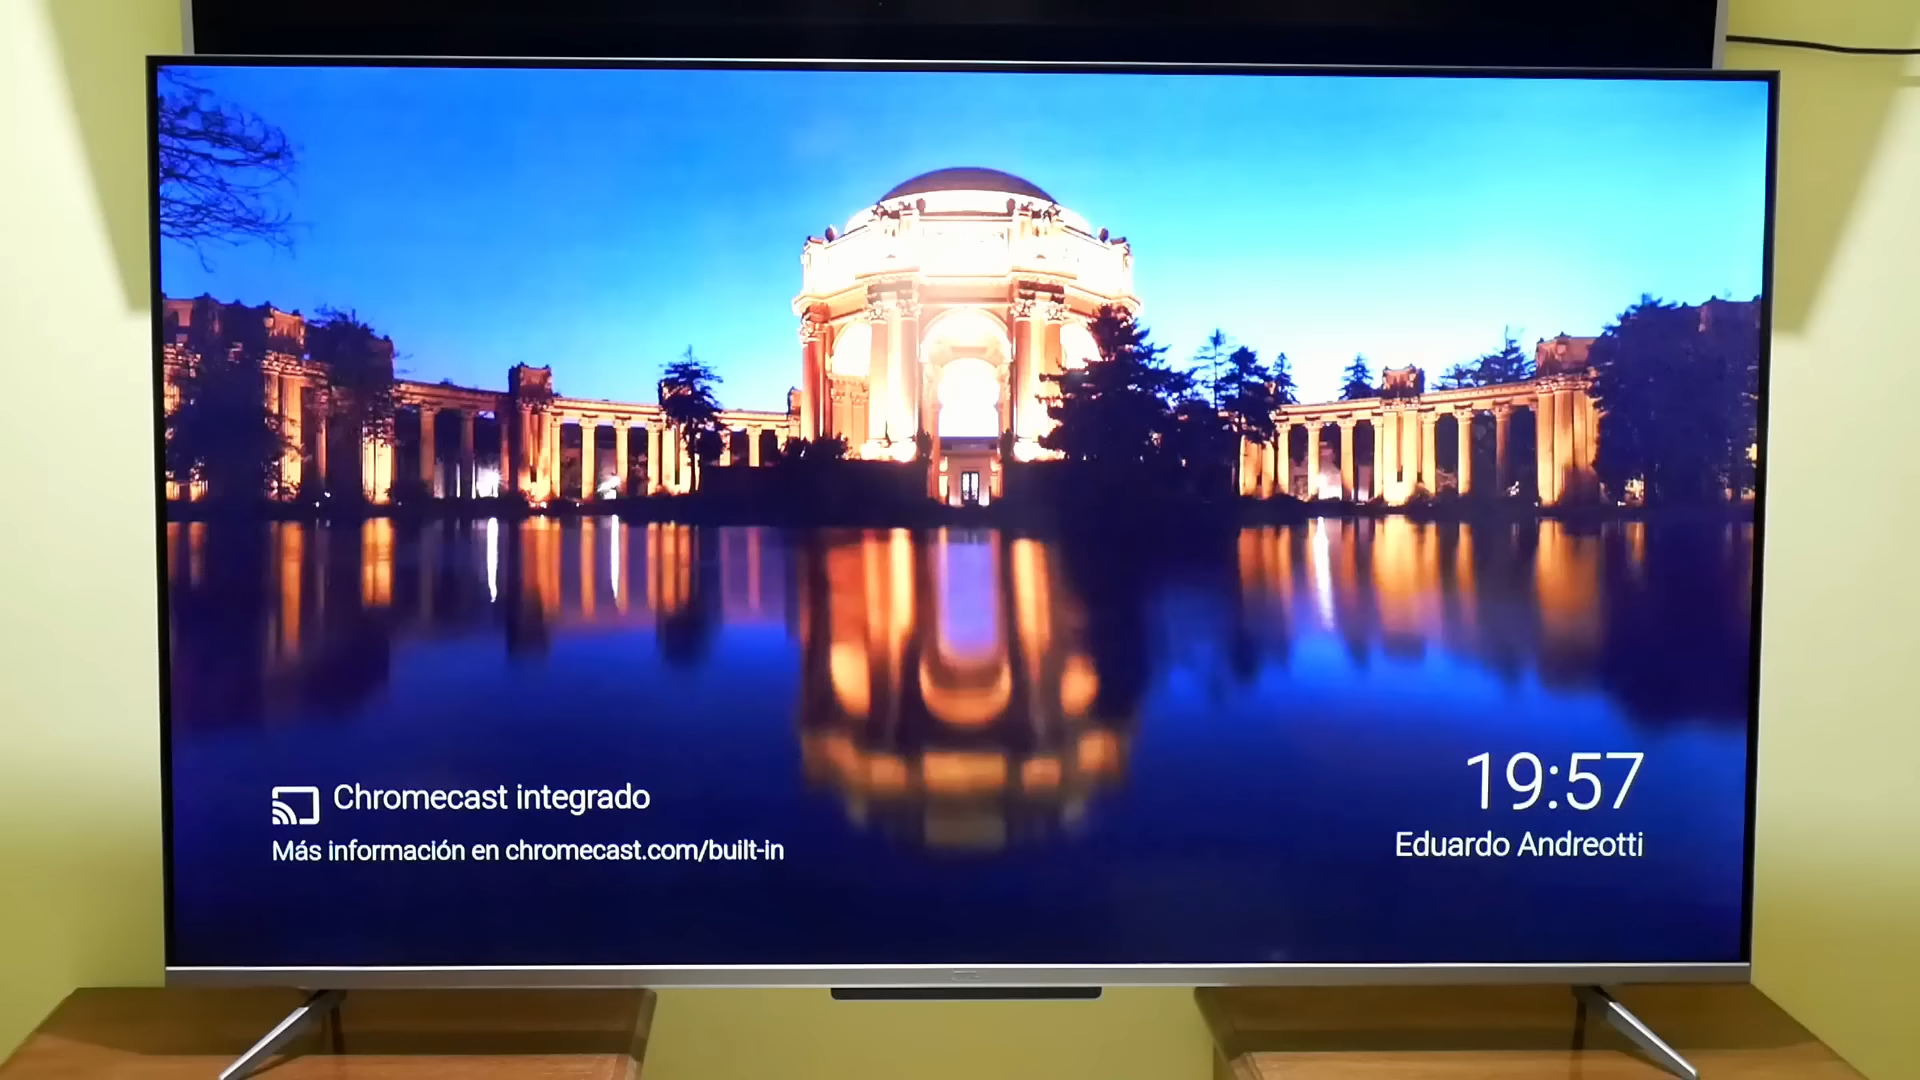 Chromecast integrado
Más información en chromecast.com/built-in
19:57
Eduardo Andreotti